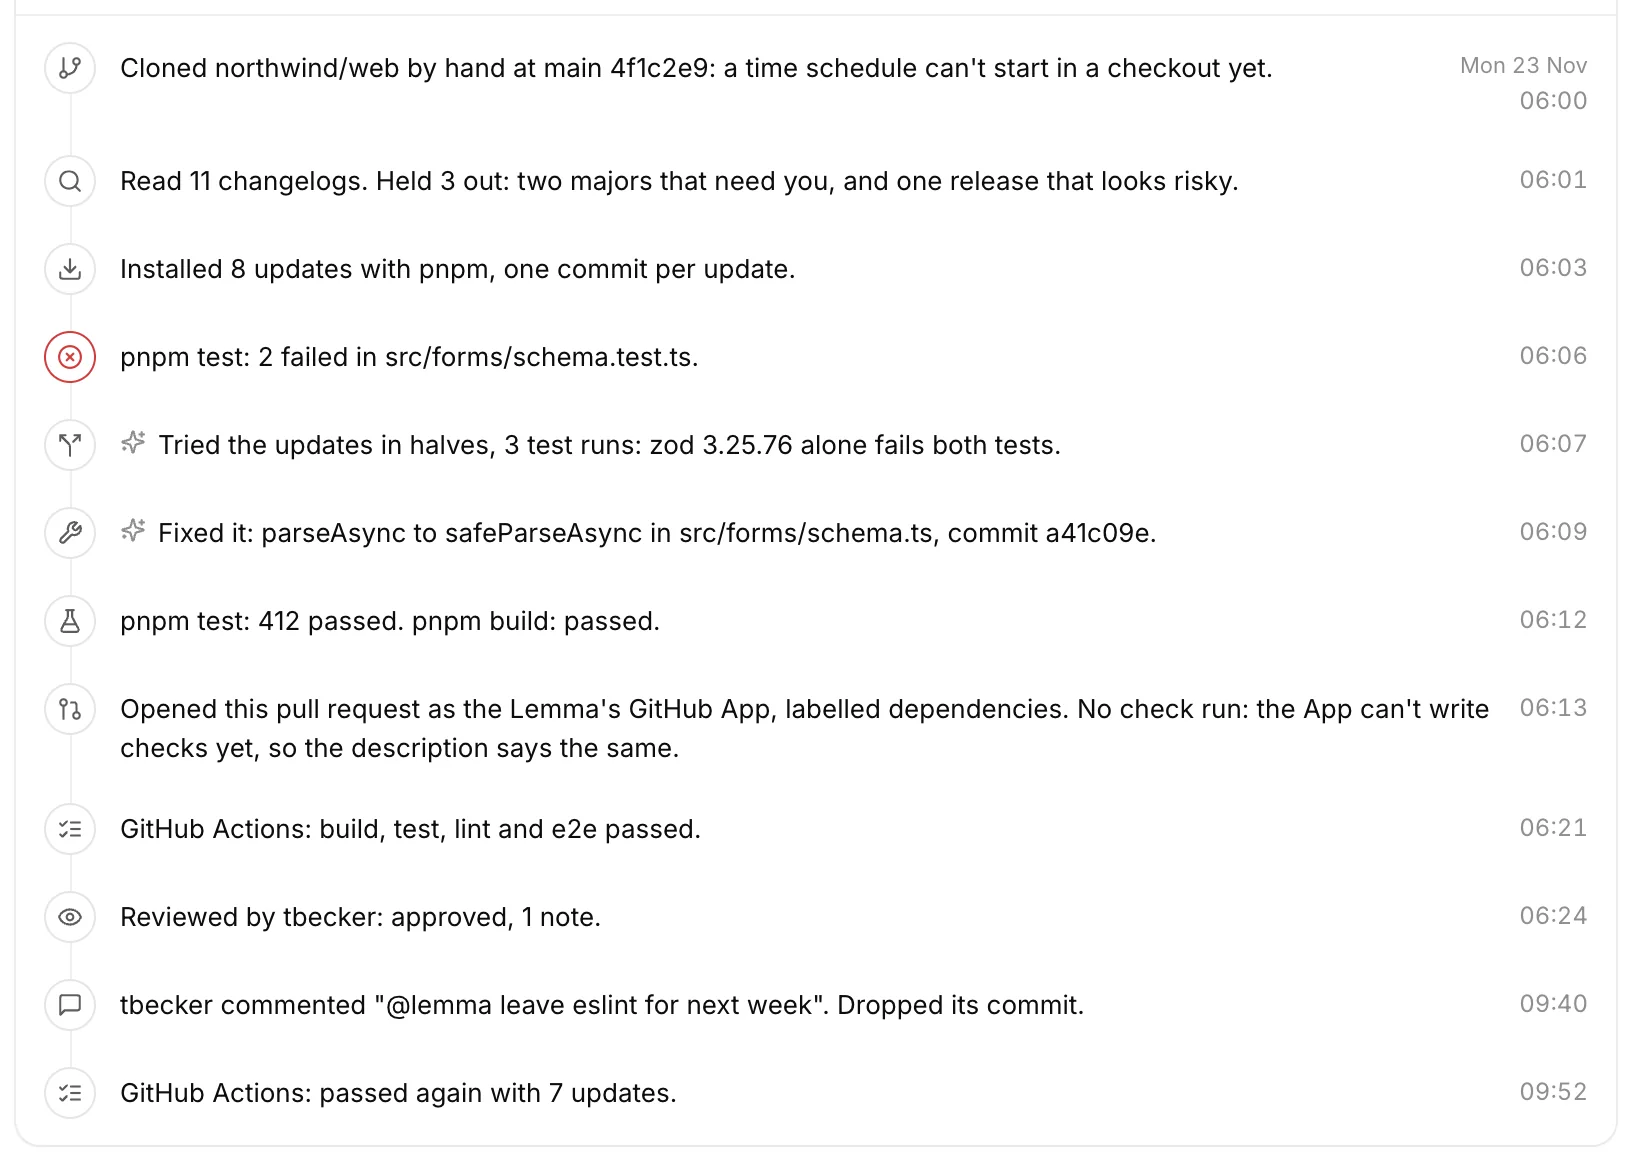 Cloned northwind/web by hand at main 4f1c2e9: a time schedule can't start in a checkout yet.
Mon 23 Nov
06:00
Read 11 changelogs. Held 3 out: two majors that need you, and one release that looks risky.
06:01
Installed 8 updates with pnpm, one commit per update.
06:03
pnpm test: 2 failed in src/forms/schema.test.ts.
06:06
Tried the updates in halves, 3 test runs: zod 3.25.76 alone fails both tests.
06:07
Fixed it: parseAsync to safeParseAsync in src/forms/schema.ts, commit a41c09e.
06:09
pnpm test: 412 passed. pnpm build: passed.
06:12
Opened this pull request as the Lemma's GitHub App, labelled dependencies. No check run: the App can't write
06:13
checks yet, so the description says the same.
GitHub Actions: build, test, lint and e2e passed.
06:21
Reviewed by tbecker: approved, 1 note.
06:24
tbecker commented "@lemma leave eslint for next week". Dropped its commit.
09:40
GitHub Actions: passed again with 7 updates.
09:52